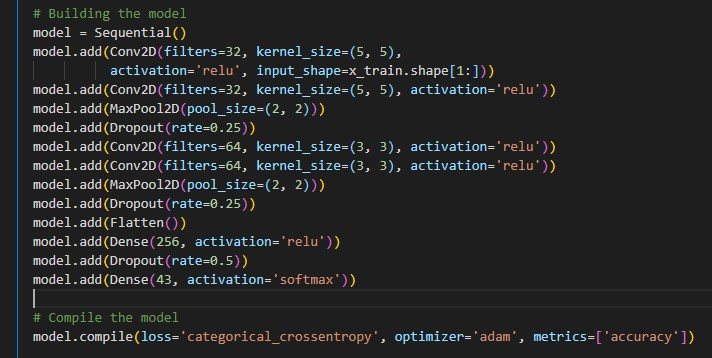 # Building the model
model = Sequential()
model.add(Conv2D(filters=32, kernel_size=(5, 5),
activation='relu', input_shape=x_train.shape[1:]))
model.add(Conv2D(filters=32, kernel_size=(5, 5), activation='relu'))
model.add(MaxPool2D(pool_size=(2, 2)))
model.add(Dropout(rate=0.25))
model.add(Conv2D(filters=64, kernel_size=(3, 3), activation='relu'))
model.add(Conv2D(filters=64, kernel_size=(3, 3), activation='relu'))
model.add(MaxPool2D(pool_size=(2, 2)))
model.add(Dropout(rate=0.25))
model.add(Flatten())
model.add(Dense(256, activation='relu'))
model.add(Dropout(rate=0.5))
model.add(Dense(43, activation='softmax'))
# Compile the model
model.compile(loss='categorical_crossentropy', optimizer='adam', metrics=['accuracy'])